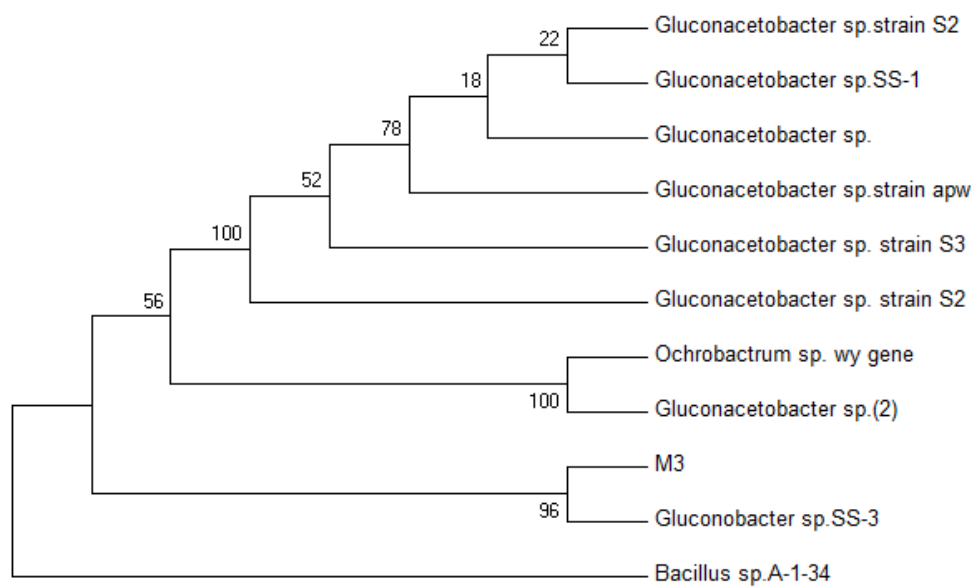 Gluconacetobacter sp.strain S2
22
Gluconacetobacter sp.SS-1
18
Gluconacetobacter sp.
78
Gluconacetobacter sp.strain apw
52
Gluconacetobacter sp. strain S3
100
Gluconacetobacter sp. strain S2
56
Ochrobactrum sp. wy gene
100
Gluconacetobacter sp.(2)
M3
96
Gluconobacter sp.SS-3
Bacillus sp.A-1-34